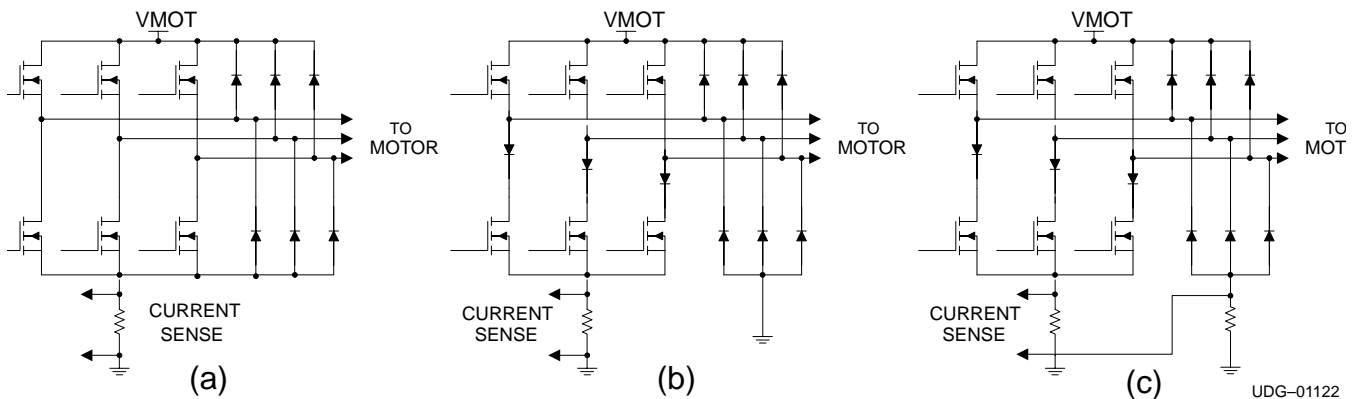 VMOT
TO
MOTOR
CURRENT
SENSE
(a)
VMOT
TO
MOTOR
CURRENT
SENSE
(b)
VMOT
TO
MOT
CURRENT
SENSE
(c)
UDG–01122